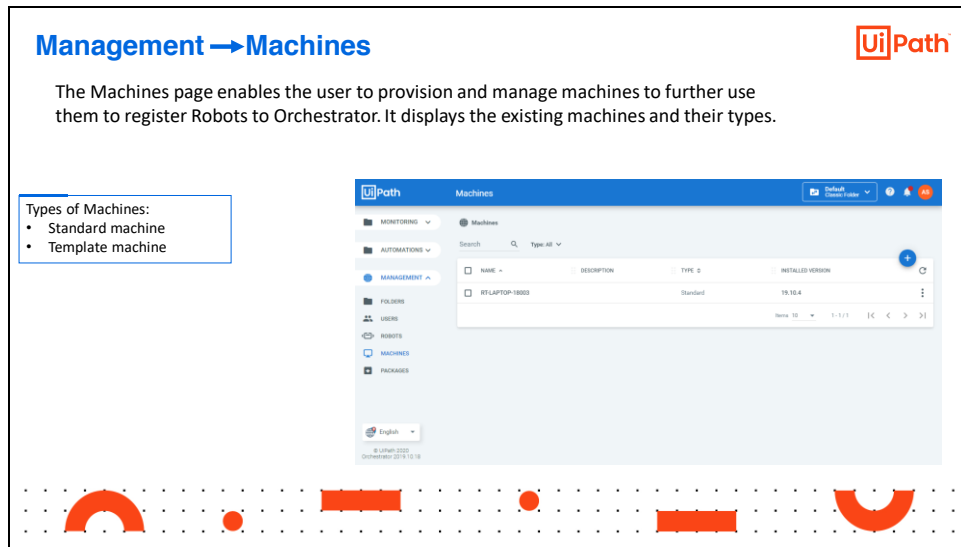 Management → Machines
UiPath
The Machines page enables the user to provision and manage machines to further use
them to register Robots to Orchestrator. It displays the existing machines and their types.
Types of Machines:
• Standard machine
• Template machine
UiPath
Machines
Default
Classic Folder
AS
MONITORING
AUTOMATIONS
MANAGEMENT
FOLDERS
USERS
ROBOTS
MACHINES
PACKAGES
Machines
Search
Type: All
NAME
DESCRIPTION
TYPE
INSTALLED VERSION
RT-LAPTOP-18003
Standard
19.10.4
Items 10
1 - 1 / 1
English
© UiPath 2020
Orchestrator 2019.10.18